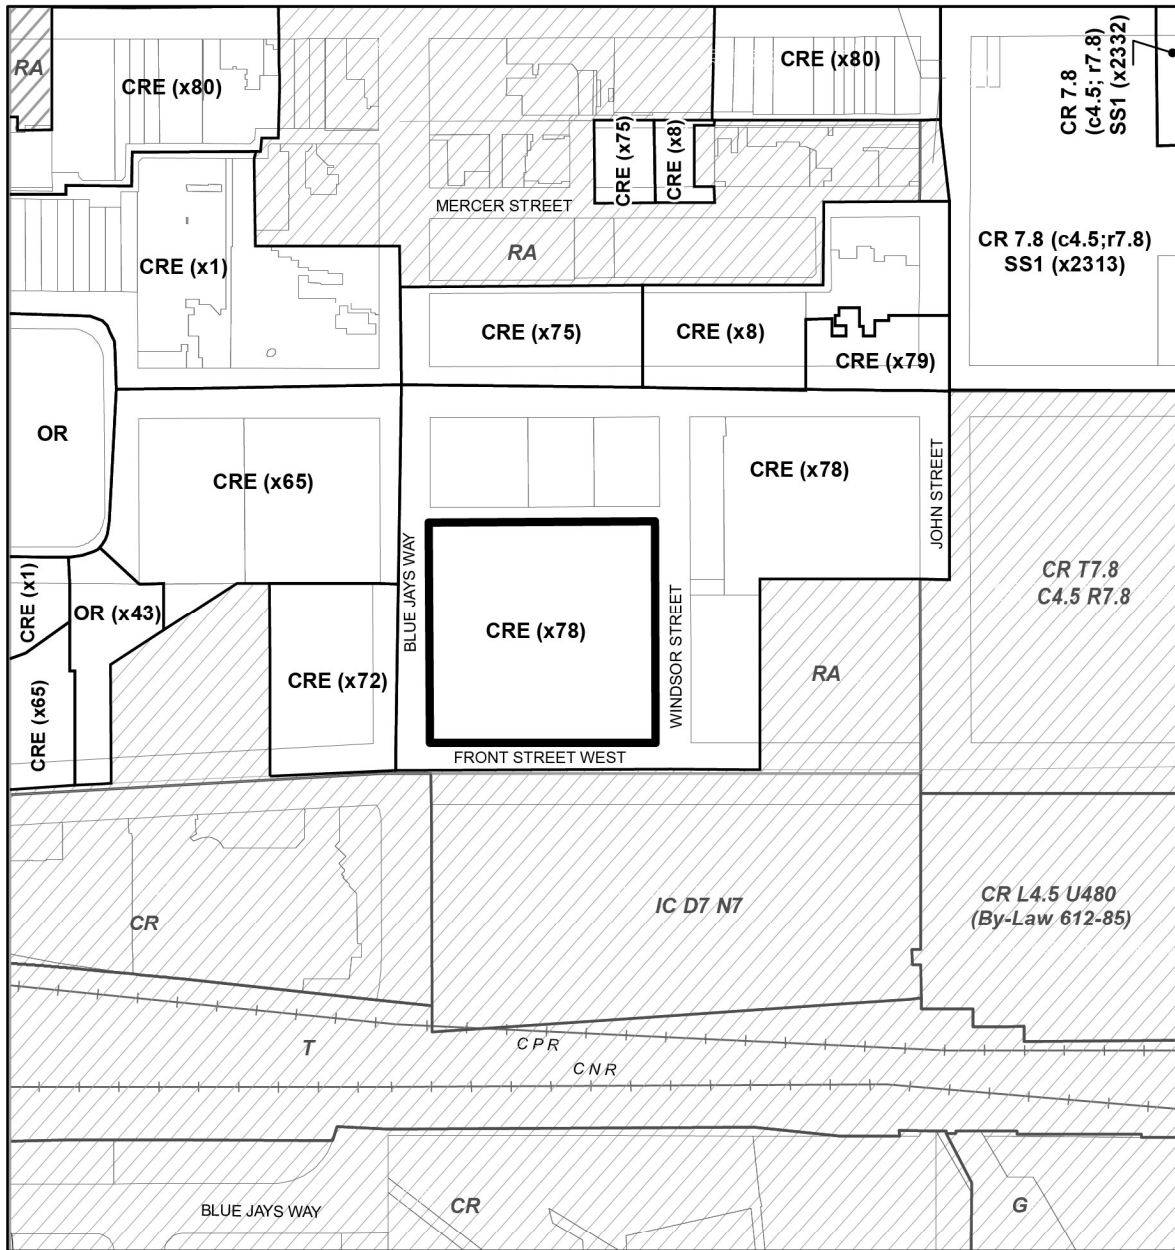 RA
CRE (x80)
CRE (x80)
CR 7.8
(c4.5; r7.8)
SS1 (x2332)
CRE (x75)
CRE (x8)
MERCER STREET
RA
CRE (x1)
CR 7.8 (c4.5;r7.8)
SS1 (x2313)
CRE (x75)
CRE (x8)
CRE (x79)
OR
CRE (x65)
CRE (x78)
JOHN STREET
BLUE JAYS WAY
CRE (x1)
OR (x43)
CR T7.8
C4.5 R7.8
CRE (x78)
WINDSOR STREET
RA
CRE (x65)
CRE (x72)
FRONT STREET WEST
CR
IC D7 N7
CR L4.5 U480
(By-Law 612-85)
T
CPR
CNR
BLUE JAYS WAY
CR
G